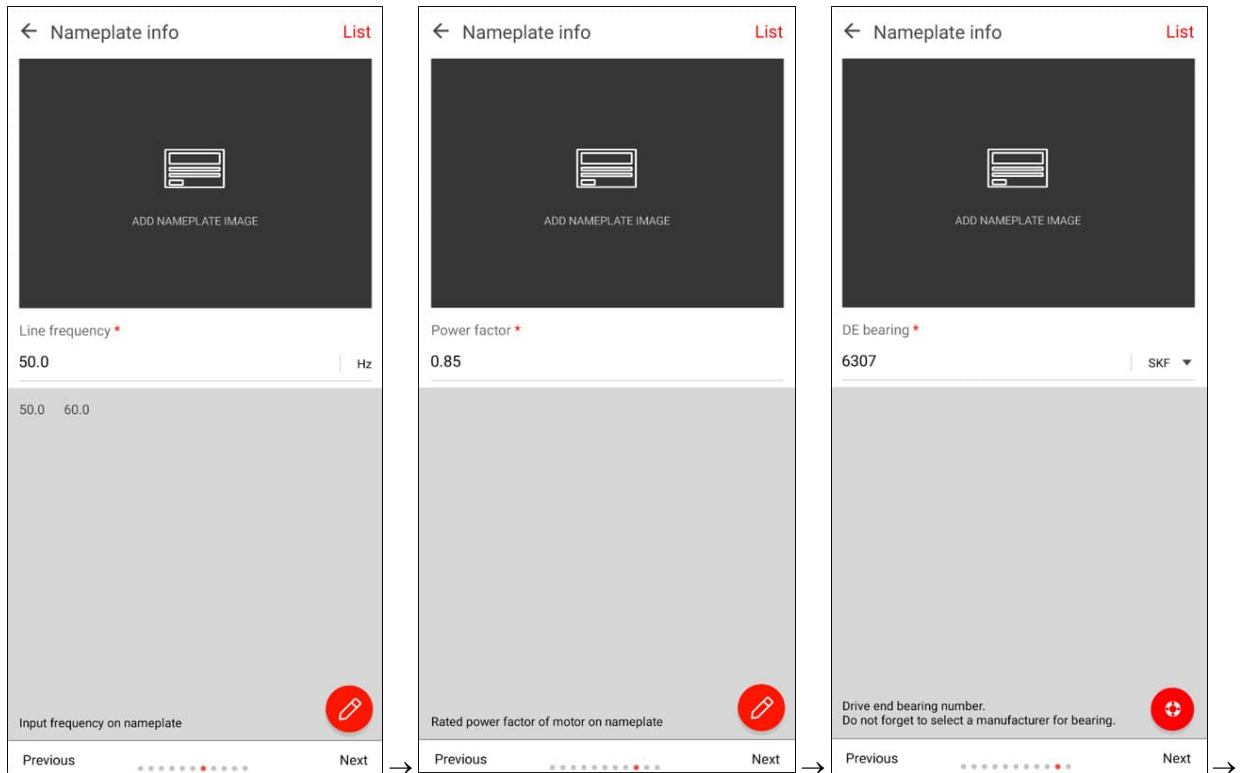 Nameplate info List
ADD NAMEPLATE IMAGE
Line frequency *
50.0 Hz
50.0 60.0
Input frequency on nameplate
Previous Next
→
Nameplate info List
ADD NAMEPLATE IMAGE
Power factor *
0.85
Rated power factor of motor on nameplate
Previous Next
→
Nameplate info List
ADD NAMEPLATE IMAGE
DE bearing *
6307 SKF
Drive end bearing number.
Do not forget to select a manufacturer for bearing.
Previous Next
→